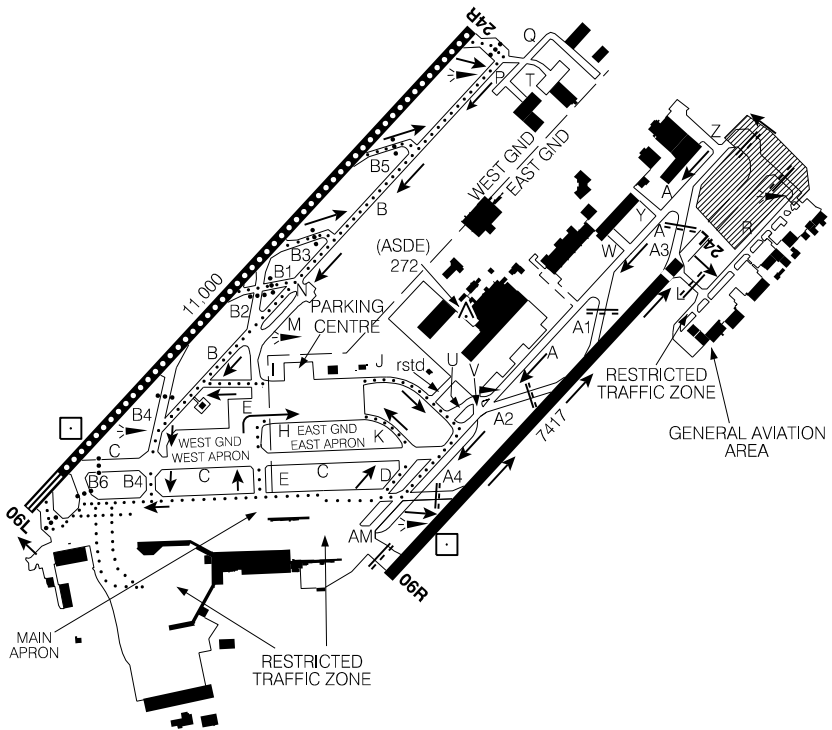 24R
Q
P
T
WEST GND
EAST GND
Z
B5
B
A
Y
R
(ASDE)
272
W
A
A3
24L
B3
B1
N
11,000
B2
M
PARKING
CENTRE
L
A1
B
J
rstd
U
V
A
RESTRICTED
TRAFFIC ZONE
E
B4
A2
7417
C
WEST GND
WEST APRON
H
EAST GND
EAST APRON
K
GENERAL AVIATION
AREA
B6
B4
C
E
C
D
A4
06L
AM
06R
MAIN
APRON
RESTRICTED
TRAFFIC ZONE